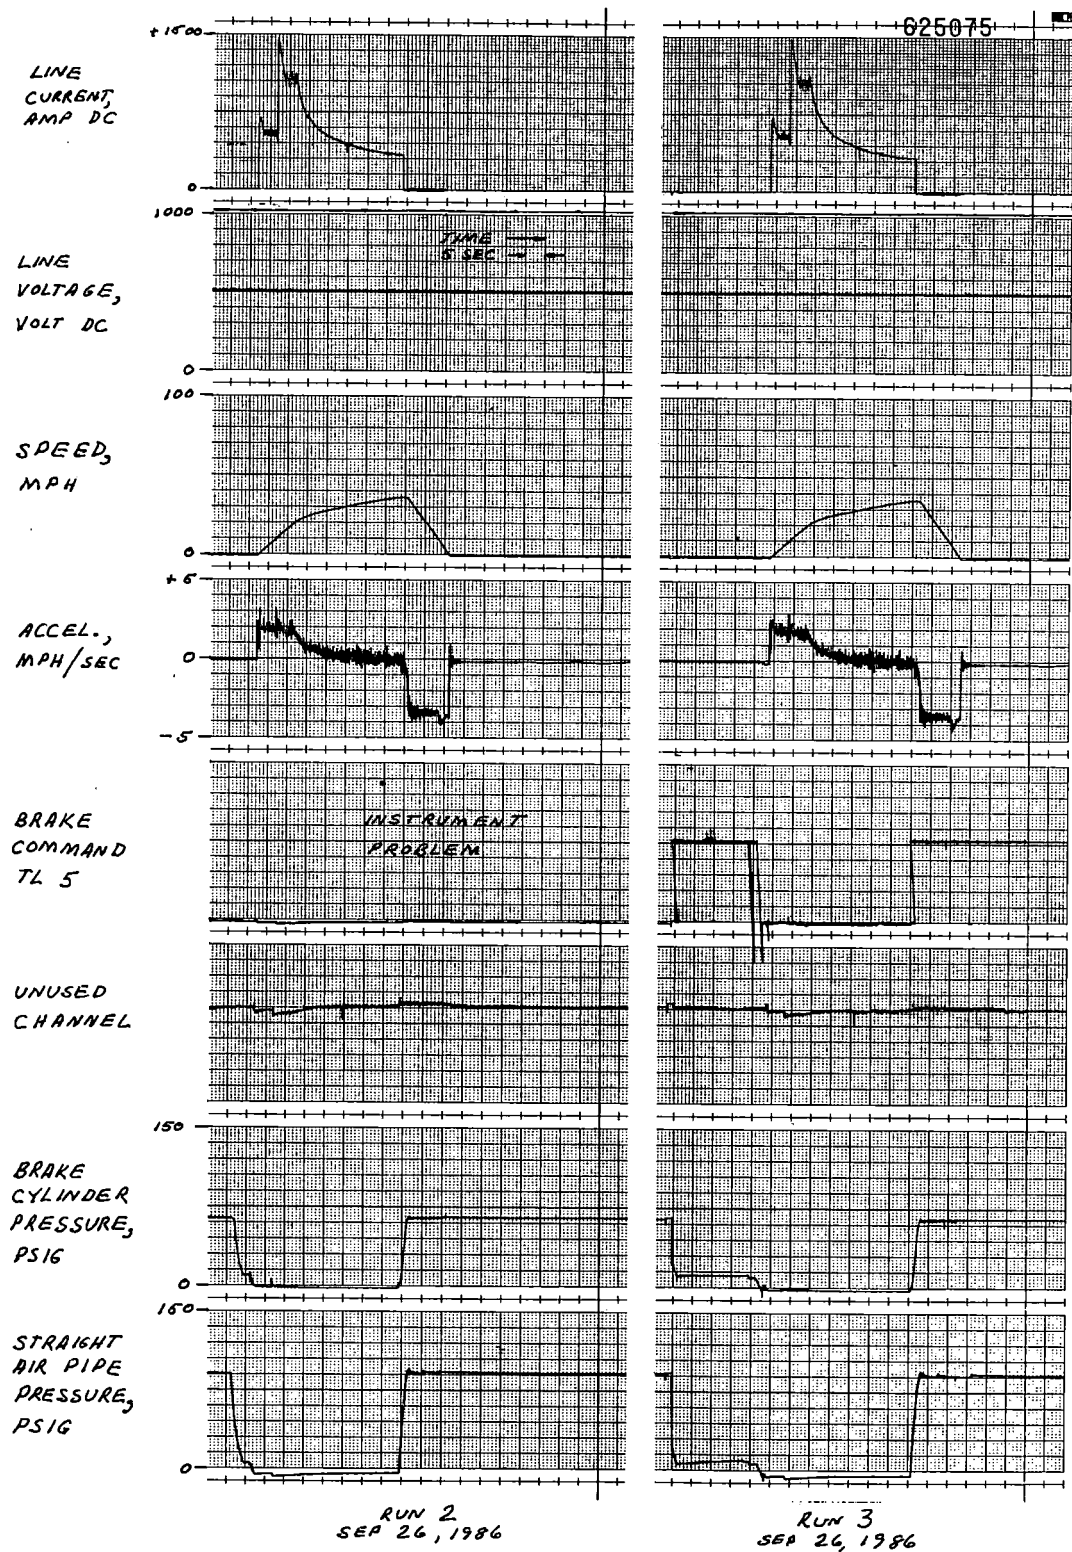 625075
+1500
LINE
CURRENT,
AMP DC
0
1000
LINE
VOLTAGE,
VOLT DC
TIME
5 SEC
0
100
SPEED,
MPH
0
+5
ACCEL.,
MPH/SEC
0
-5
BRAKE
COMMAND
TL 5
INSTRUMENT
PROBLEM
UNUSED
CHANNEL
150
BRAKE
CYLINDER
PRESSURE,
PSIG
0
150
STRAIGHT
AIR PIPE
PRESSURE,
PSIG
0
RUN 2
SEP 26, 1986
RUN 3
SEP 26, 1986